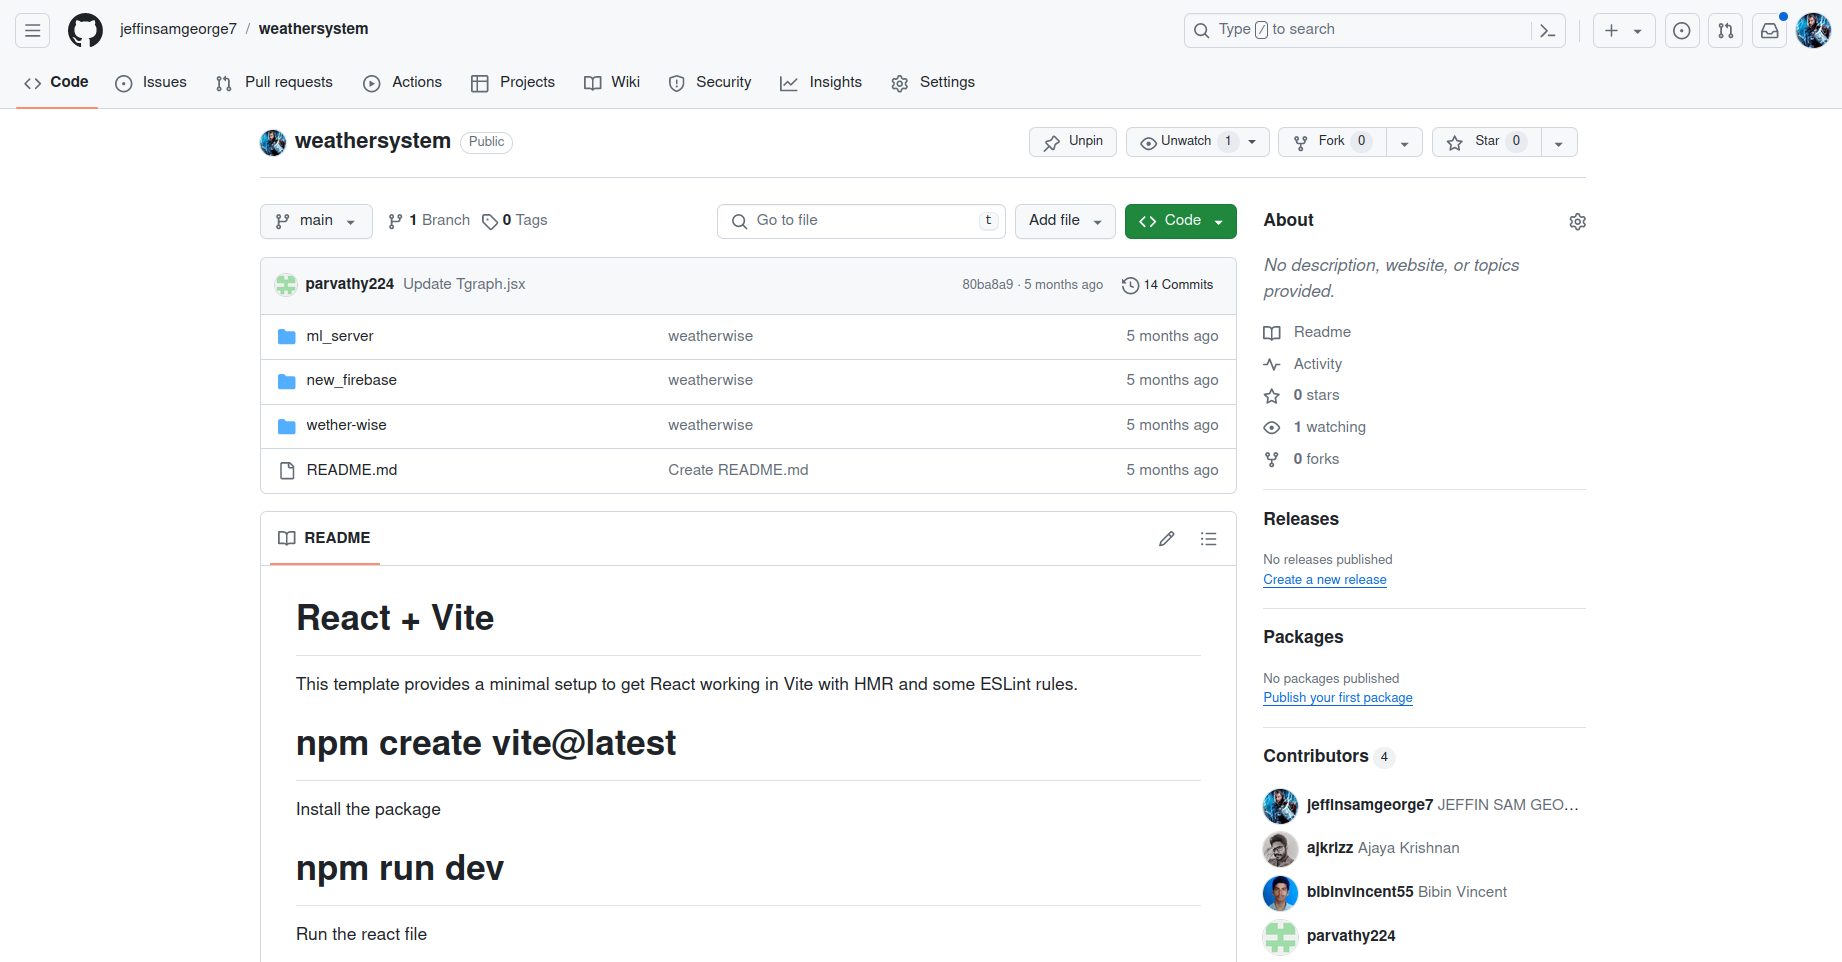 jeffinsamgeorge7 / weathersystem
Type / to search
Code Issues Pull requests Actions Projects Wiki Security Insights Settings
weathersystem Public
Unpin Unwatch 1 Fork 0 Star 0
main 1 Branch 0 Tags Go to file t Add file Code
parvathy224 Update Tgraph.jsx 80ba8a9 · 5 months ago 14 Commits
ml_server weatherwise 5 months ago
new_firebase weatherwise 5 months ago
wether-wise weatherwise 5 months ago
README.md Create README.md 5 months ago
README
React + Vite
This template provides a minimal setup to get React working in Vite with HMR and some ESLint rules.
npm create vite@latest
Install the package
npm run dev
Run the react file
About
No description, website, or topics
provided.
Readme
Activity
0 stars
1 watching
0 forks
Releases
No releases published
Create a new release
Packages
No packages published
Publish your first package
Contributors 4
jeffinsamgeorge7 JEFFIN SAM GEO...
ajkrizz Ajaya Krishnan
bibinvincent55 Bibin Vincent
parvathy224